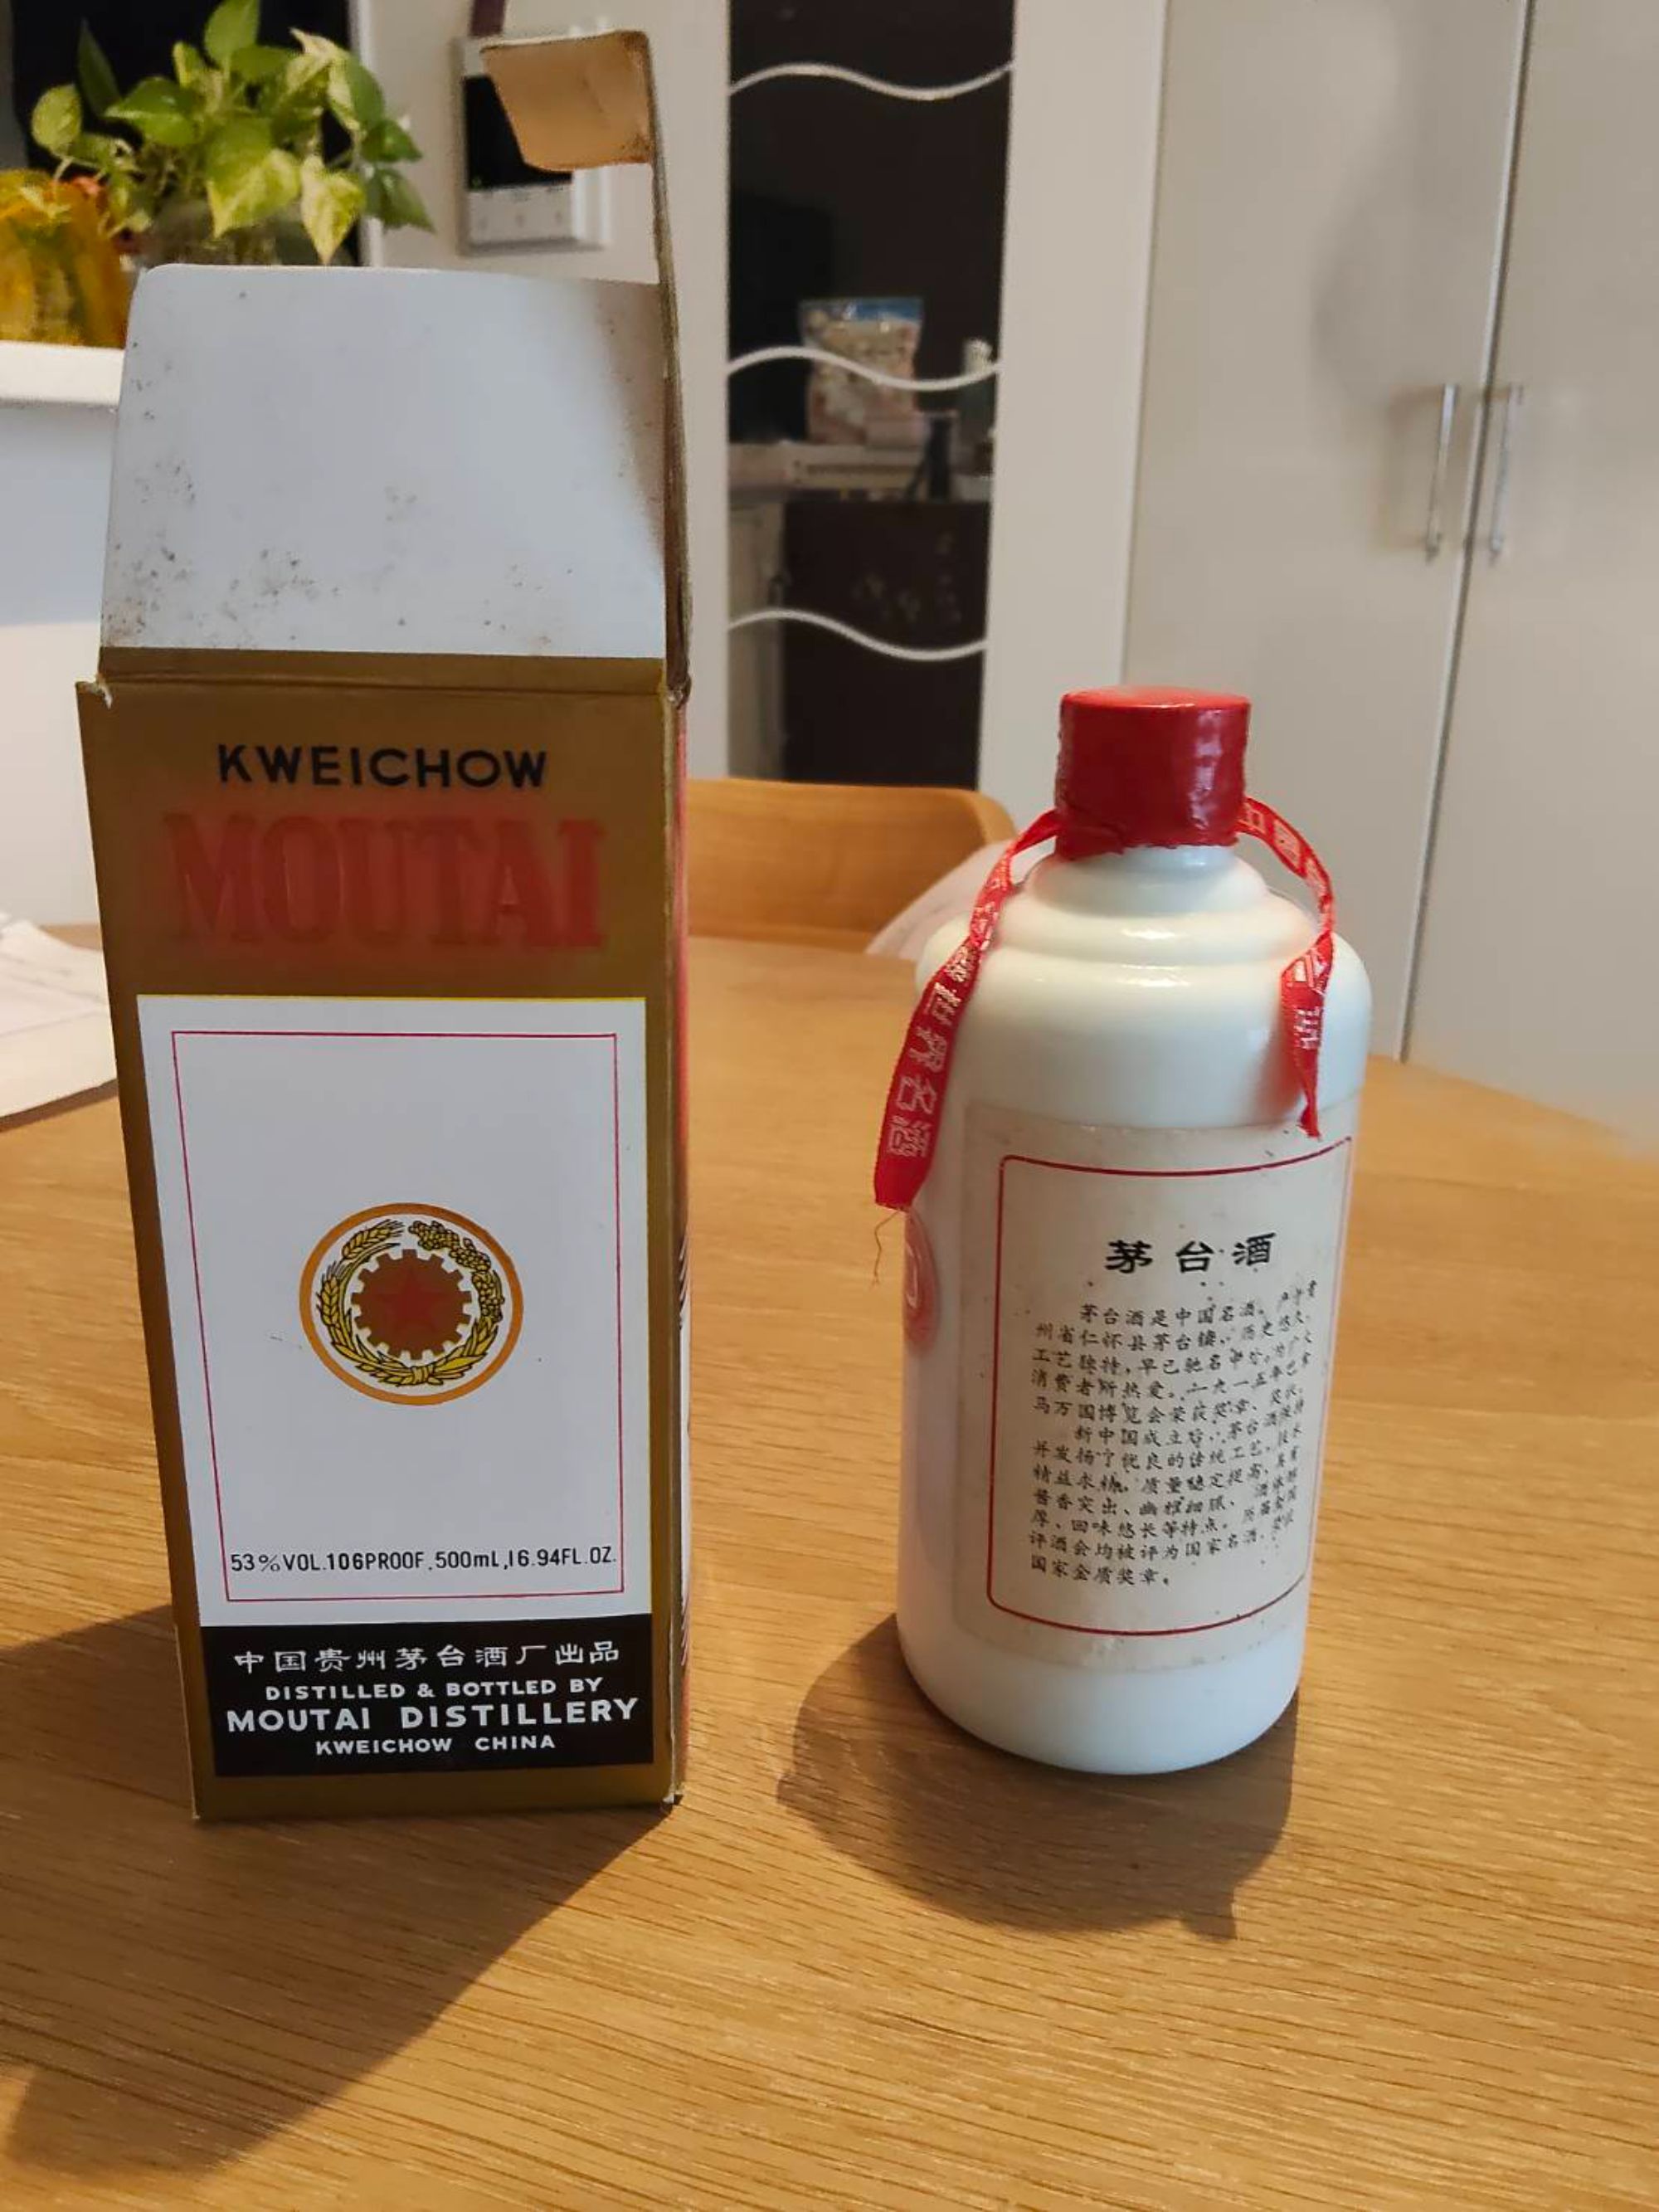 KWEICHOW
MOUTAI
53%VOL.106PROOF,500mL,16.94FL.OZ.
中国贵州茅台酒厂出品
DISTILLED & BOTTLED BY
MOUTAI DISTILLERY
KWEICHOW CHINA
世界名酒
中国
茅台酒
茅台酒是中国名酒。产于贵
州省仁怀县茅台镇,历史悠久,
工艺独特,早已驰名中外,为广大
消费者所热爱。一九一五年巴拿
马万国博览会荣获奖章、奖状。
新中国成立后,茅台酒保持
并发扬了优良的传统工艺,技术
精益求精,质量稳定提高,具有
酱香突出、幽雅细腻、酒体醇
厚、回味悠长等特点。历届全国
评酒会均被评为国家名酒,荣获
国家金质奖章。